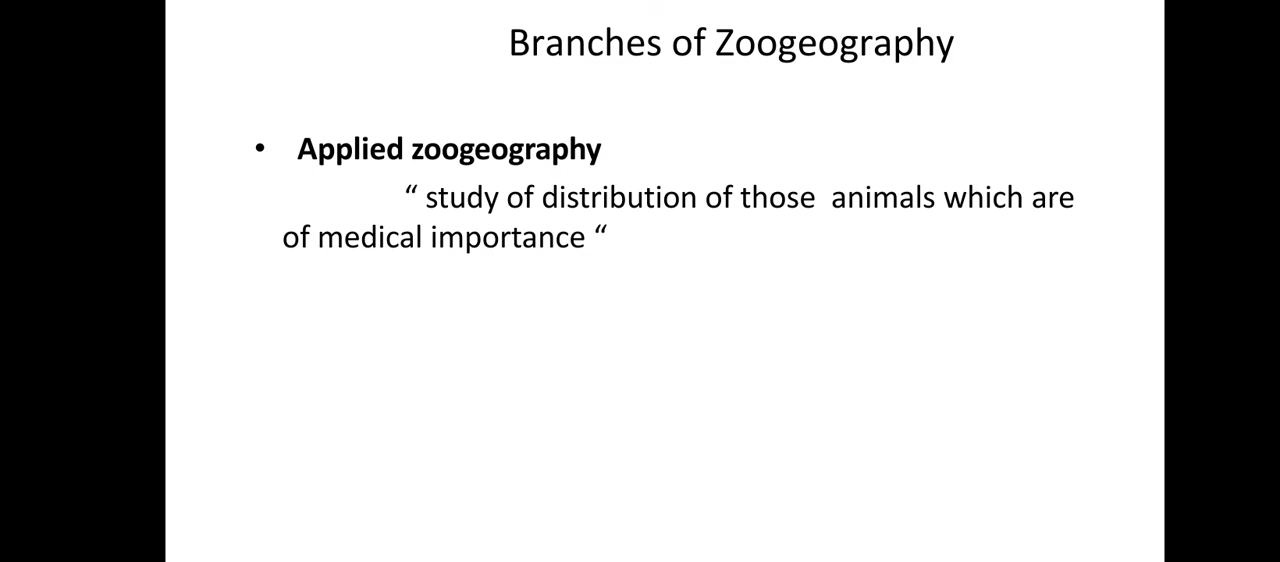 Branches of Zoogeography
• Applied zoogeography
“ study of distribution of those  animals which are
of medical importance “